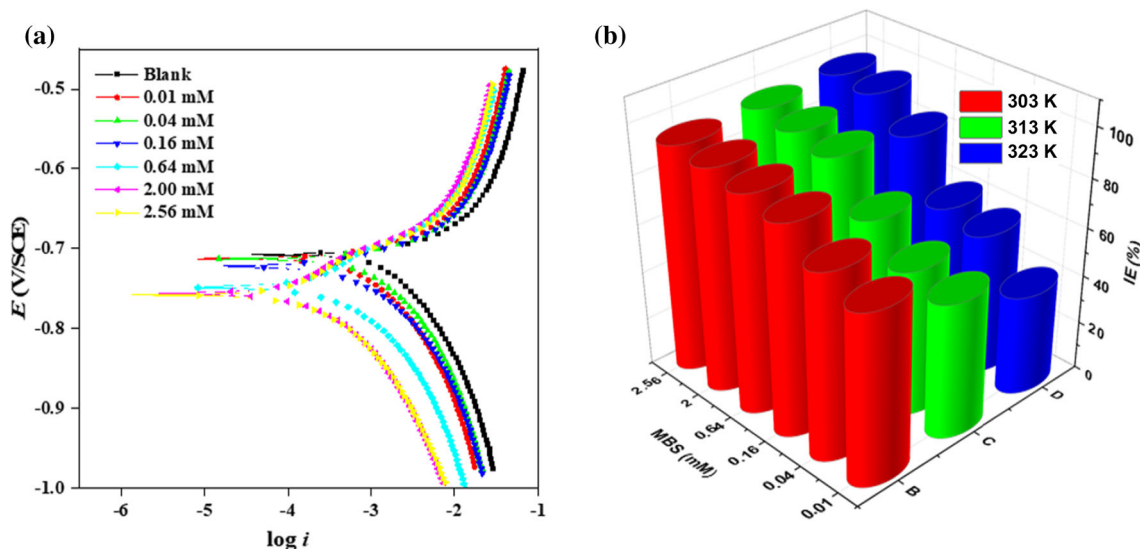 (a)
Blank
0.01 mM
0.04 mM
0.16 mM
0.64 mM
2.00 mM
2.56 mM
-0.5
-0.6
-0.7
-0.8
-0.9
-1.0
E (V/SCE)
-6
-5
-4
-3
-2
-1
log i
(b)
303 K
313 K
323 K
100
80
60
40
20
0
IE (%)
2.56
2
0.64
0.16
0.04
0.01
MBS (mM)
B
C
D